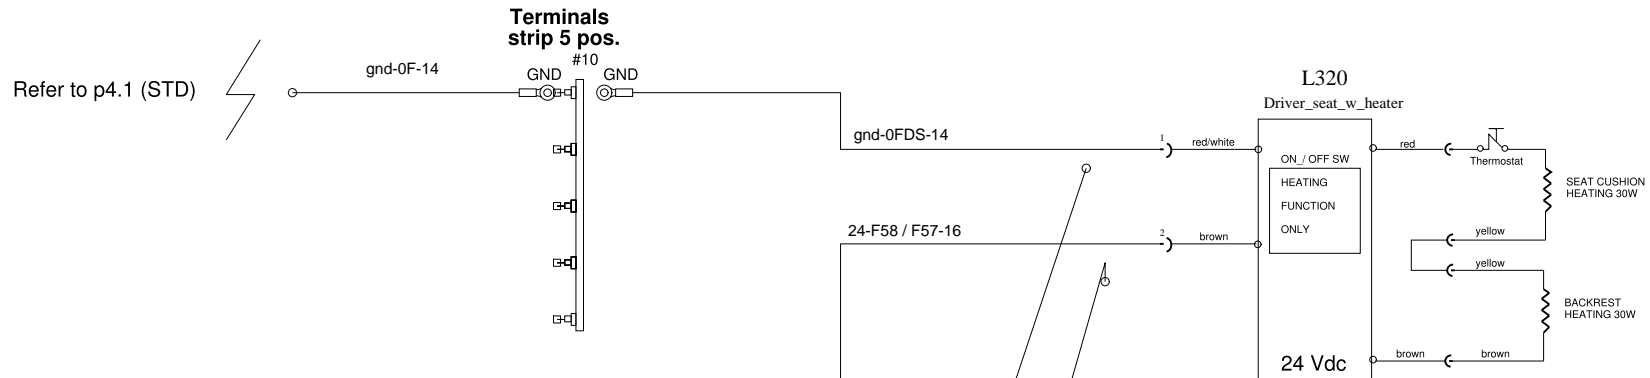 Terminals
strip 5 pos.
#10
gnd-0F-14
GND
GND
Refer to p4.1 (STD)
L320
Driver_seat_w_heater
gnd-0FDS-14
1
red/white
red
Thermostat
ON_/ OFF SW
HEATING
FUNCTION
ONLY
SEAT CUSHION
HEATING 30W
24-F58 / F57-16
2
brown
yellow
yellow
BACKREST
HEATING 30W
24 Vdc
brown
brown